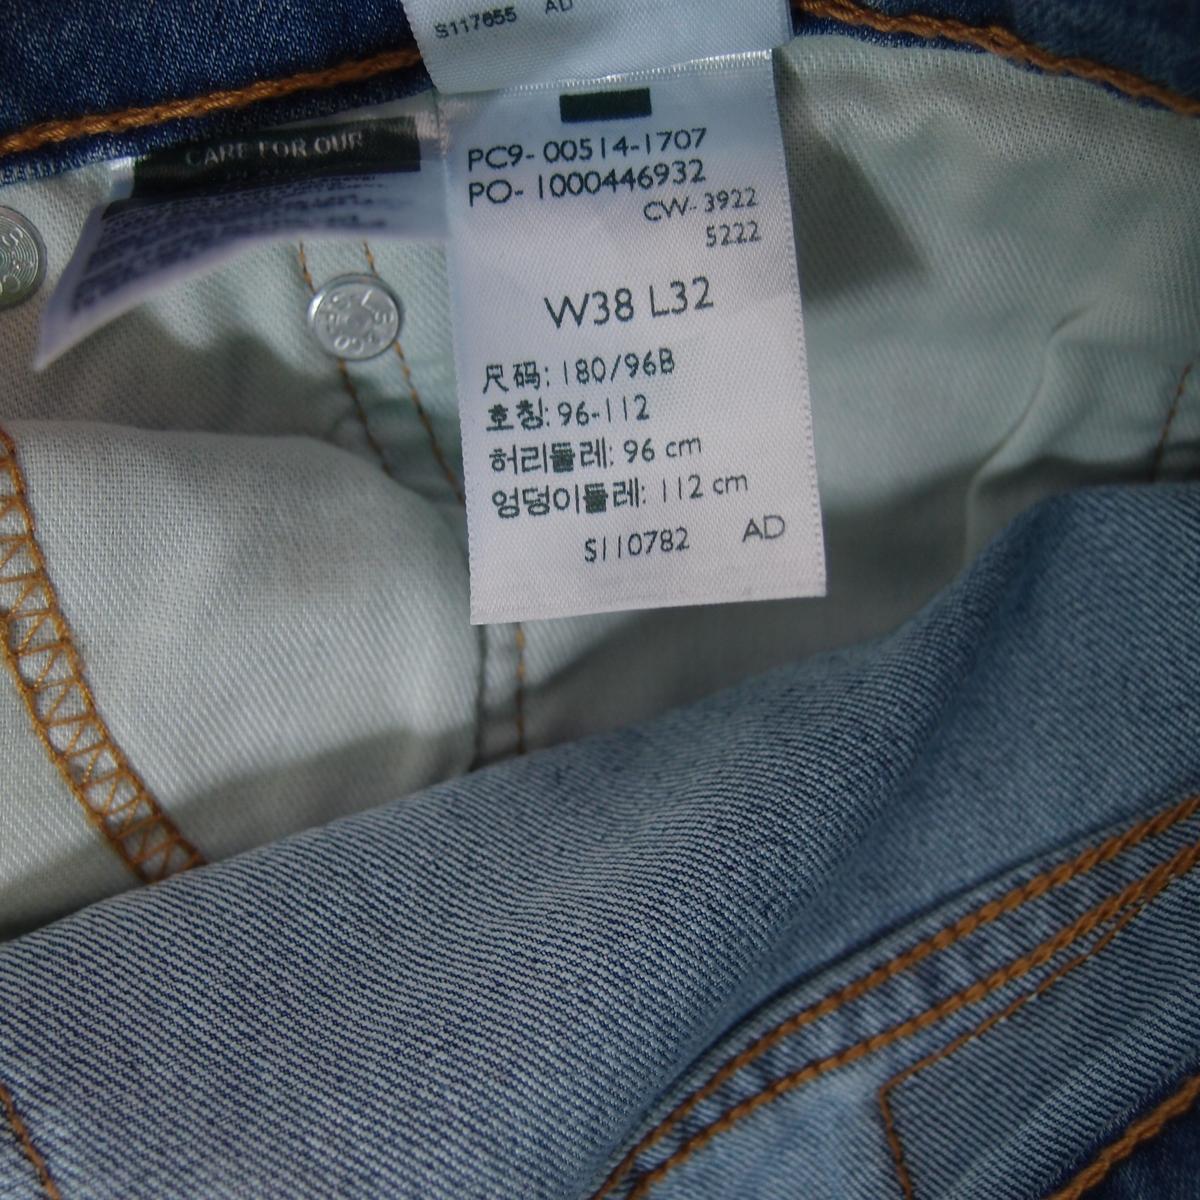 S117655 AD
CARE FOR OUR
PC9- 00514-1707
PO- 1000446932
CW- 3922
5222
W38 L32
尺码: 180/96B
호칭: 96-112
허리둘레: 96 cm
엉덩이둘레: 112 cm
S110782 AD